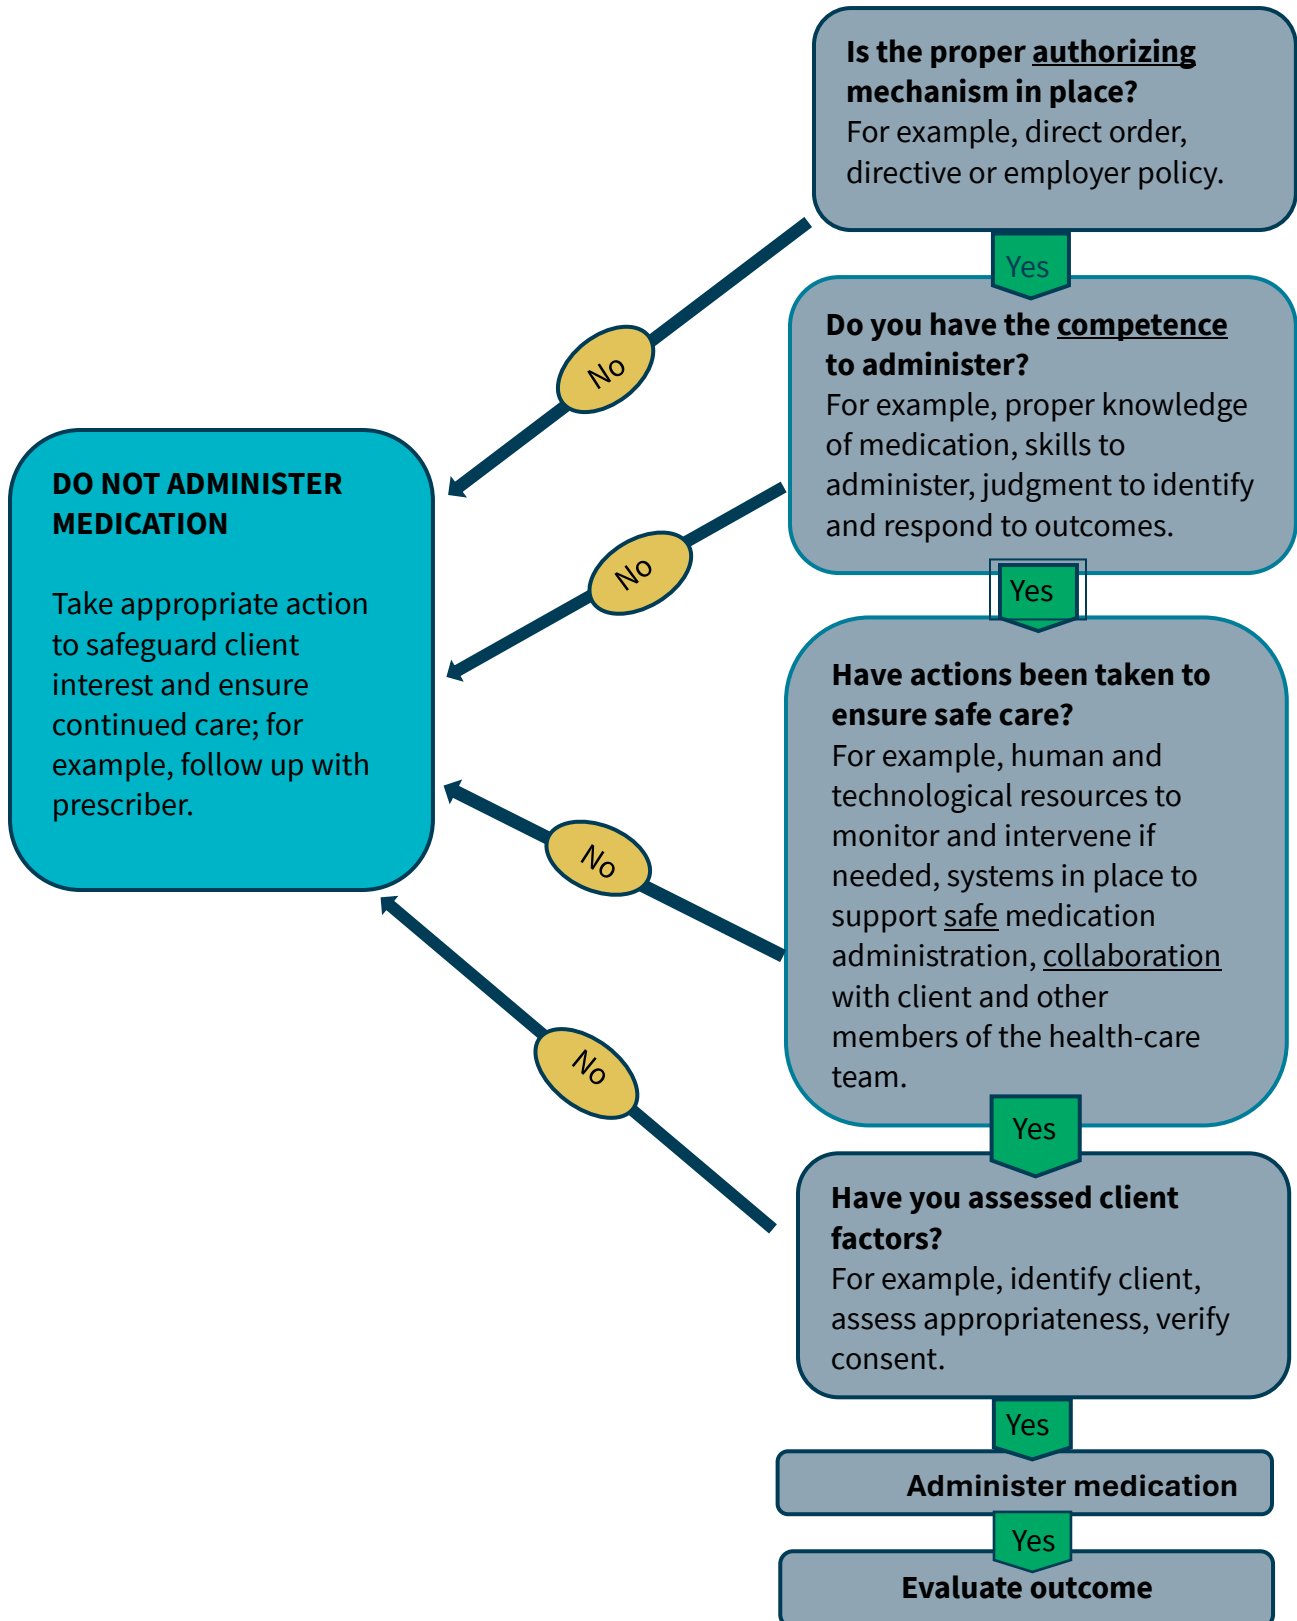 Is the proper authorizing
mechanism in place?
For example, direct order,
directive or employer policy.
Yes
No
Do you have the competence
to administer?
For example, proper knowledge
of medication, skills to
administer, judgment to identify
and respond to outcomes.
No
Yes
DO NOT ADMINISTER
MEDICATION
Take appropriate action
to safeguard client
interest and ensure
continued care; for
example, follow up with
prescriber.
Have actions been taken to
ensure safe care?
For example, human and
technological resources to
monitor and intervene if
needed, systems in place to
support safe medication
administration, collaboration
with client and other
members of the health-care
team.
No
Yes
No
Have you assessed client
factors?
For example, identify client,
assess appropriateness, verify
consent.
Yes
Administer medication
Yes
Evaluate outcome